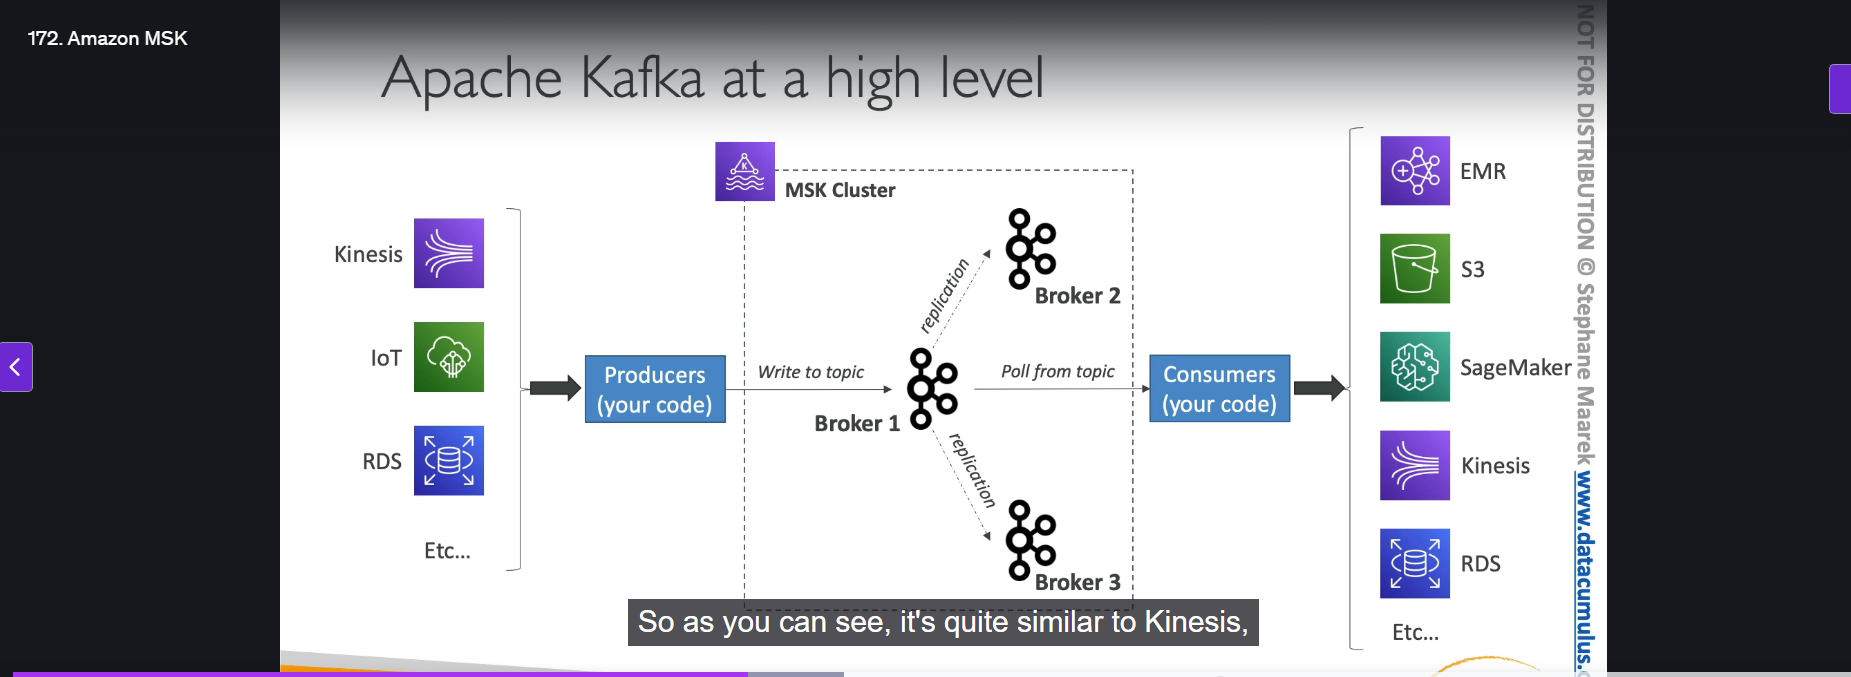 172. Amazon MSK
Apache Kafka at a high level
MSK Cluster
Kinesis
IoT
RDS
Etc...
Producers
(your code)
Write to topic
Broker 1
replication
Broker 2
replication
Broker 3
Poll from topic
Consumers
(your code)
EMR
S3
SageMaker
Kinesis
RDS
Etc...
So as you can see, it's quite similar to Kinesis,
NOT FOR DISTRIBUTION © Stephane Maarek www.datacumulus.